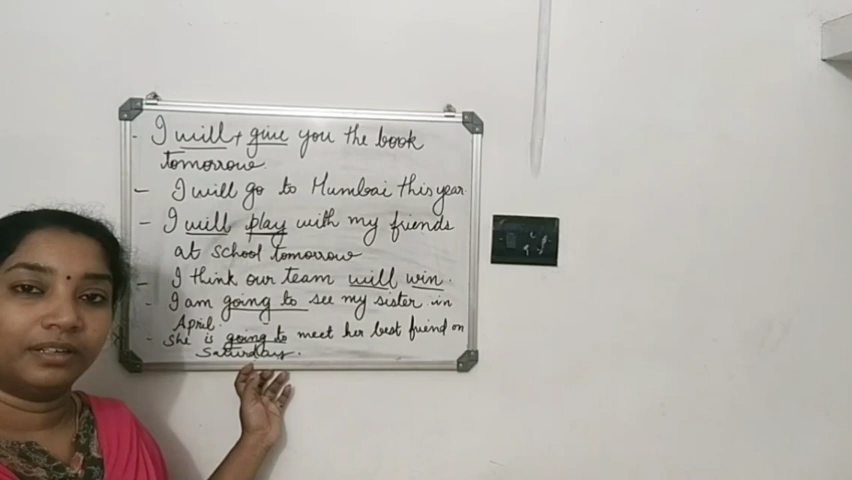 - I will + give you the book
tomorrow.
- I will go to Mumbai this year.
- I will play with my friends
at school tomorrow
- I think our team will win.
- I am going to see my sister in
April.
- She is going to meet her best friend on
Saturday.